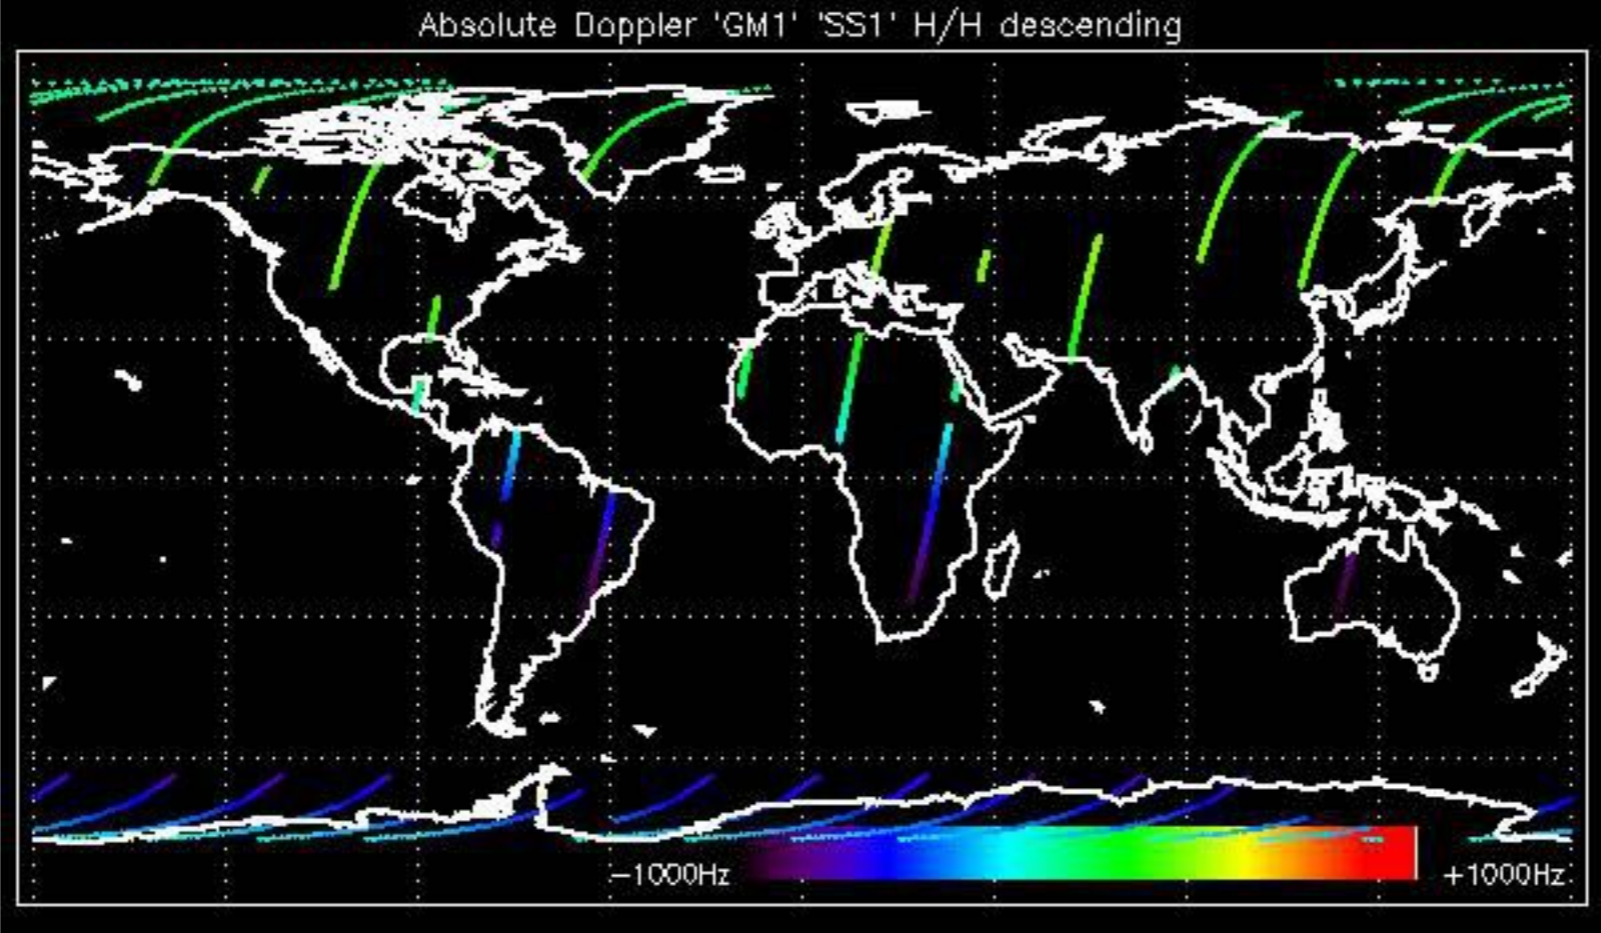 Absolute Doppler 'GM1' 'SS1' H/H descending
−1000Hz +1000Hz